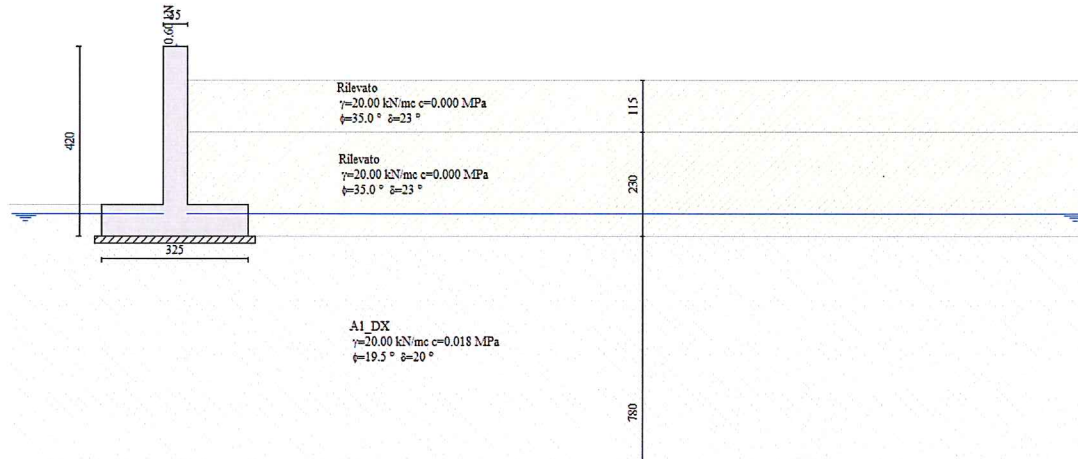 55
0.60 kN
Rilevato
γ=20.00 kN/mc c=0.000 MPa
ϕ=35.0 ° δ=23 °
115
420
Rilevato
γ=20.00 kN/mc c=0.000 MPa
ϕ=35.0 ° δ=23 °
230
325
A1_DX
γ=20.00 kN/mc c=0.018 MPa
ϕ=19.5 ° δ=20 °
780